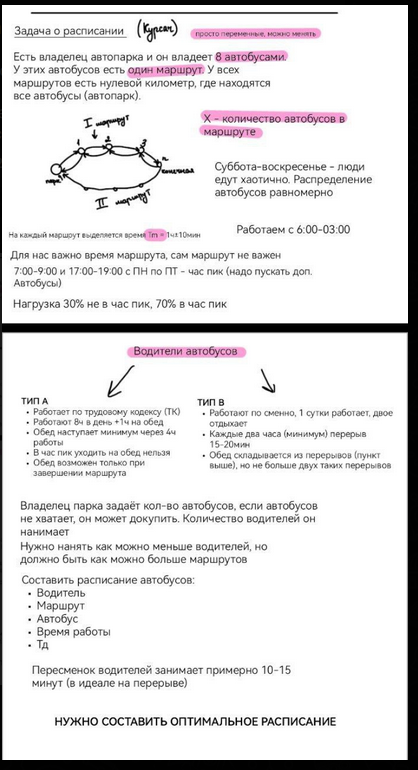 Задача о расписании (Курсач) просто переменные, можно менять
Есть владелец автопарка и он владеет 8 автобусами.
У этих автобусов есть один маршрут. У всех
маршрутов есть нулевой километр, где находятся
все автобусы (автопарк).
I маршрут
X - количество автобусов в
маршруте
1
2
3
n
парк
конечная
II маршрут
Суббота-воскресенье – люди
едут хаотично. Распределение
автобусов равномерно
На каждый маршрут выделяется время Tm = 1ч±10мин
Работаем с 6:00-03:00
Для нас важно время маршрута, сам маршрут не важен
7:00-9:00 и 17:00-19:00 с ПН по ПТ - час пик (надо пускать доп.
Автобусы)
Нагрузка 30% не в час пик, 70% в час пик
Водители автобусов
ТИП А
• Работает по трудовому кодексу (ТК)
• Работают 8ч в день +1ч на обед
• Обед наступает минимум через 4ч
работы
• В час пик уходить на обед нельзя
• Обед возможен только при
завершении маршрута
ТИП В
• Работают по сменно, 1 сутки работает, двое
отдыхает
• Каждые два часа (минимум) перерыв
15-20мин
• Обед складывается из перерывов (пункт
выше), но не больше двух таких перерывов
Владелец парка задаёт кол-во автобусов, если автобусов
не хватает, он может докупить. Количество водителей он
нанимает
Нужно нанять как можно меньше водителей, но
должно быть как можно больше маршрутов
Составить расписание автобусов:
• Водитель
• Маршрут
• Автобус
• Время работы
• Тд
Пересменок водителей занимает примерно 10-15
минут (в идеале на перерыве)
НУЖНО СОСТАВИТЬ ОПТИМАЛЬНОЕ РАСПИСАНИЕ